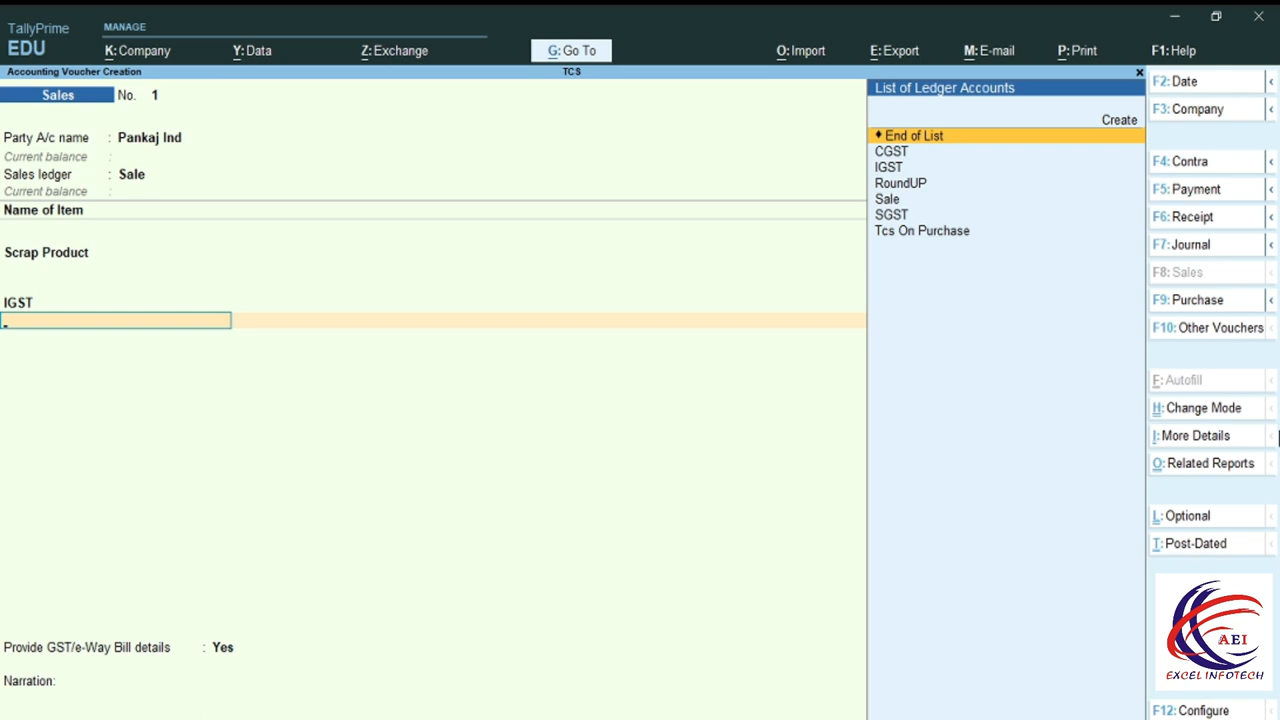 TallyPrime
EDU
MANAGE
K: Company
Y: Data
Z: Exchange
G: Go To
O: Import
E: Export
M: E-mail
P: Print
F1: Help
Accounting Voucher Creation
TCS
Sales No. 1
Party A/c name : Pankaj Ind
Current balance :
Sales ledger : Sale
Current balance :
Name of Item
Scrap Product
IGST
Provide GST/e-Way Bill details : Yes
Narration:
List of Ledger Accounts
Create
♦ End of List
CGST
IGST
RoundUP
Sale
SGST
Tcs On Purchase
F2: Date
F3: Company
F4: Contra
F5: Payment
F6: Receipt
F7: Journal
F8: Sales
F9: Purchase
F10: Other Vouchers
F: Autofill
H: Change Mode
I: More Details
O: Related Reports
L: Optional
T: Post-Dated
AEI
EXCEL INFOTECH
F12: Configure